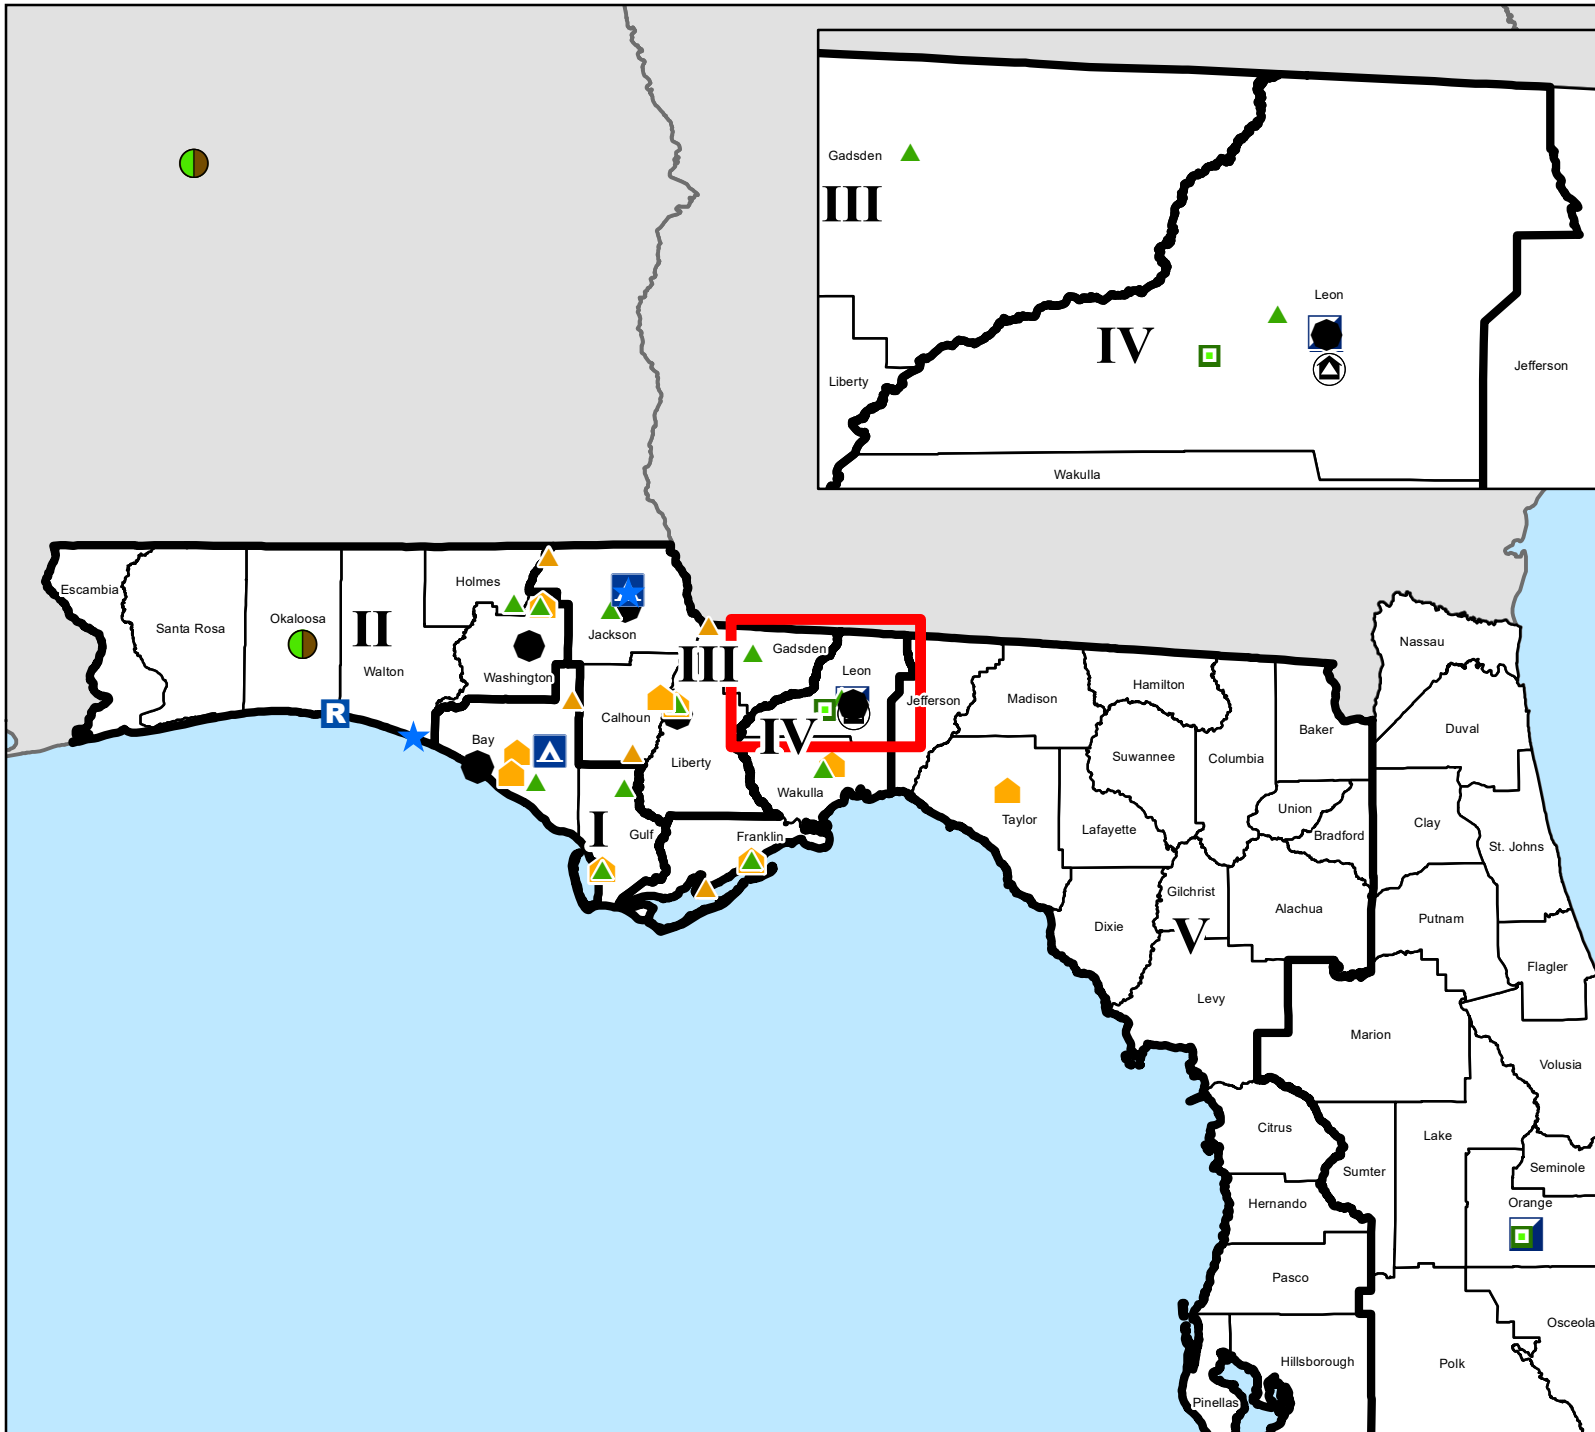 Gadsden
III
Leon
IV
Jefferson
Liberty
Wakulla
Escambia
Holmes
Santa Rosa
Okaloosa
II
Walton
Jackson
Washington
Gadsden
III
Leon
Nassau
Hamilton
Madison
Jefferson
Calhoun
Baker
Duval
R
Bay
IV
Liberty
Suwannee
Columbia
Wakulla
Taylor
Union
Lafayette
Bradford
Clay
I
Gulf
Franklin
St. Johns
Gilchrist
Alachua
Putnam
Dixie
V
Flagler
Levy
Marion
Volusia
Citrus
Lake
Sumter
Seminole
Hernando
Orange
Pasco
Osceola
Hillsborough
Polk
Pinellas